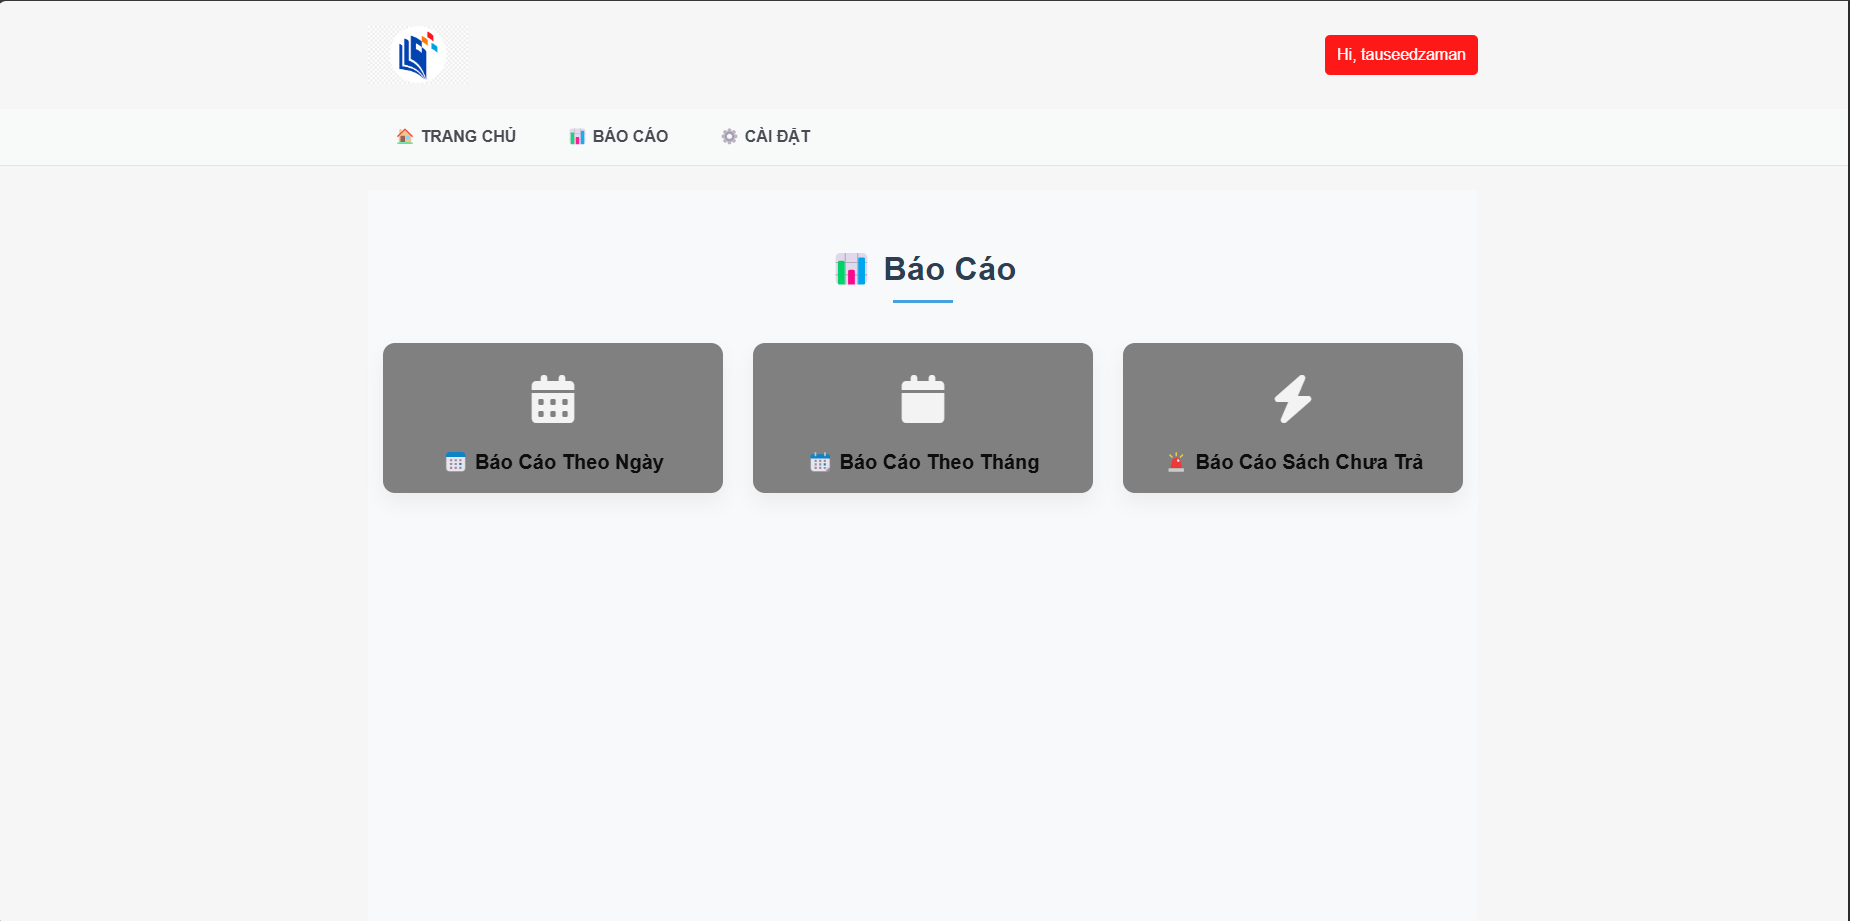 Hi, tauseedzaman
TRANG CHỦ
BÁO CÁO
CÀI ĐẶT
Báo Cáo
Báo Cáo Theo Ngày
Báo Cáo Theo Tháng
Báo Cáo Sách Chưa Trả